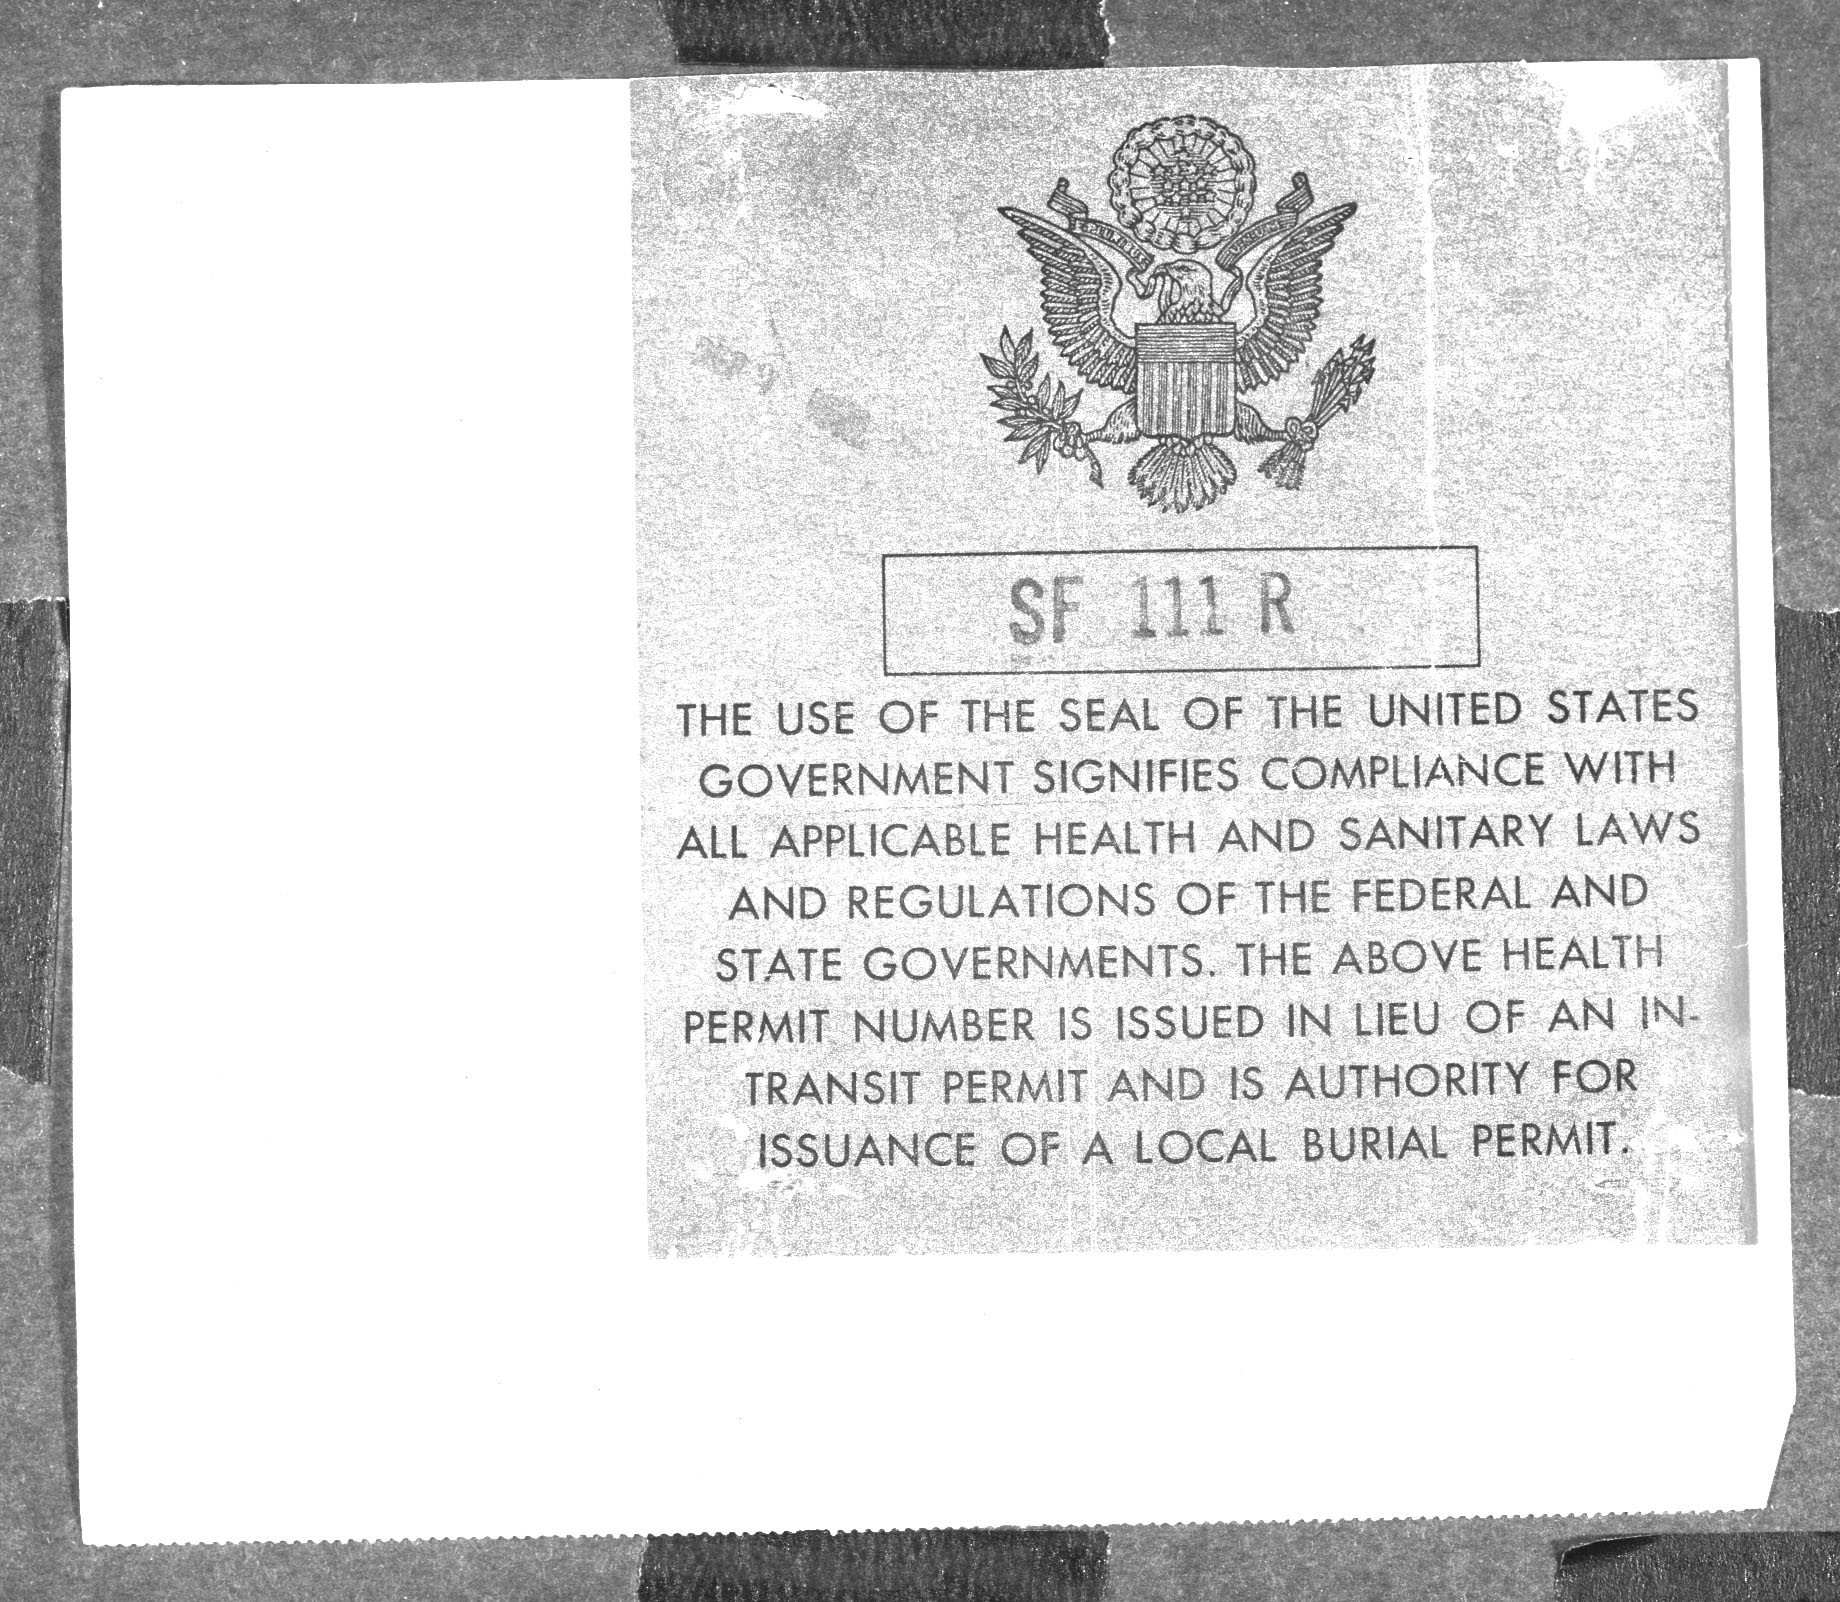 SF 111 R
THE USE OF THE SEAL OF THE UNITED STATES
GOVERNMENT SIGNIFIES COMPLIANCE WITH
ALL APPLICABLE HEALTH AND SANITARY LAWS
AND REGULATIONS OF THE FEDERAL AND
STATE GOVERNMENTS. THE ABOVE HEALTH
PERMIT NUMBER IS ISSUED IN LIEU OF AN IN-
TRANSIT PERMIT AND IS AUTHORITY FOR
ISSUANCE OF A LOCAL BURIAL PERMIT.